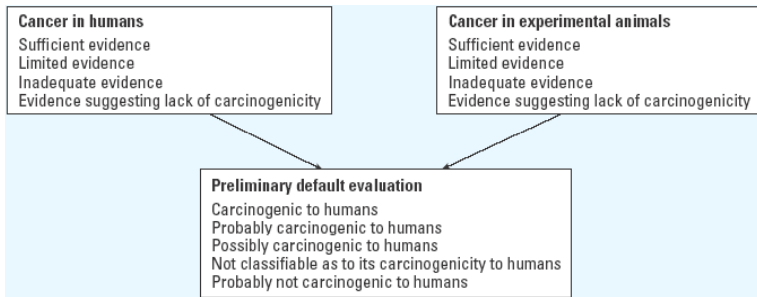 Cancer in humans
Sufficient evidence
Limited evidence
Inadequate evidence
Evidence suggesting lack of carcinogenicity
Cancer in experimental animals
Sufficient evidence
Limited evidence
Inadequate evidence
Evidence suggesting lack of carcinogenicity
Preliminary default evaluation
Carcinogenic to humans
Probably carcinogenic to humans
Possibly carcinogenic to humans
Not classifiable as to its carcinogenicity to humans
Probably not carcinogenic to humans